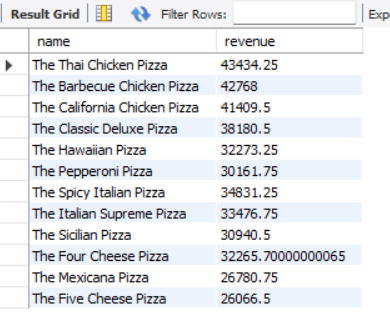 Result Grid Filter Rows: Exp
name revenue
The Thai Chicken Pizza 43434.25
The Barbecue Chicken Pizza 42768
The California Chicken Pizza 41409.5
The Classic Deluxe Pizza 38180.5
The Hawaiian Pizza 32273.25
The Pepperoni Pizza 30161.75
The Spicy Italian Pizza 34831.25
The Italian Supreme Pizza 33476.75
The Sicilian Pizza 30940.5
The Four Cheese Pizza 32265.70000000065
The Mexicana Pizza 26780.75
The Five Cheese Pizza 26066.5